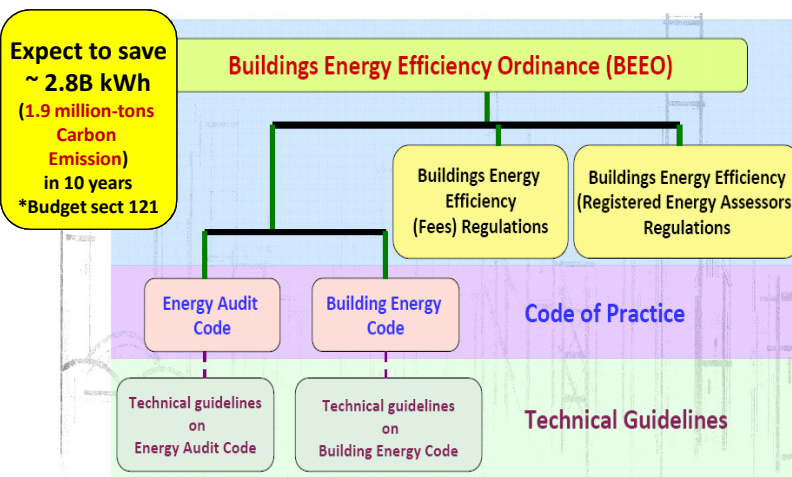 Expect to save
~ 2.8B kWh
(1.9 million-tons
Carbon
Emission)
in 10 years
*Budget sect 121
Buildings Energy Efficiency Ordinance (BEEO)
Buildings Energy
Efficiency
(Fees) Regulations
Buildings Energy Efficiency
(Registered Energy Assessors
Regulations
Energy Audit
Code
Building Energy
Code
Code of Practice
Technical guidelines
on
Energy Audit Code
Technical guidelines
on
Building Energy Code
Technical Guidelines